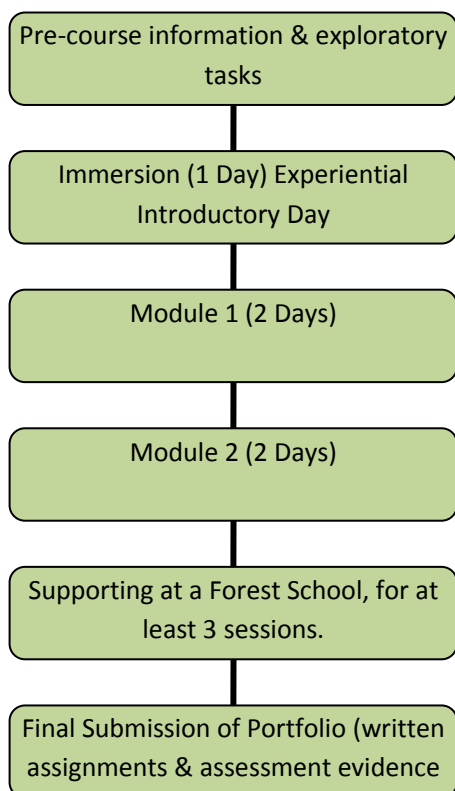 Pre-course information & exploratory
tasks
Immersion (1 Day) Experiential
Introductory Day
Module 1 (2 Days)
Module 2 (2 Days)
Supporting at a Forest School, for at
least 3 sessions.
Final Submission of Portfolio (written
assignments & assessment evidence